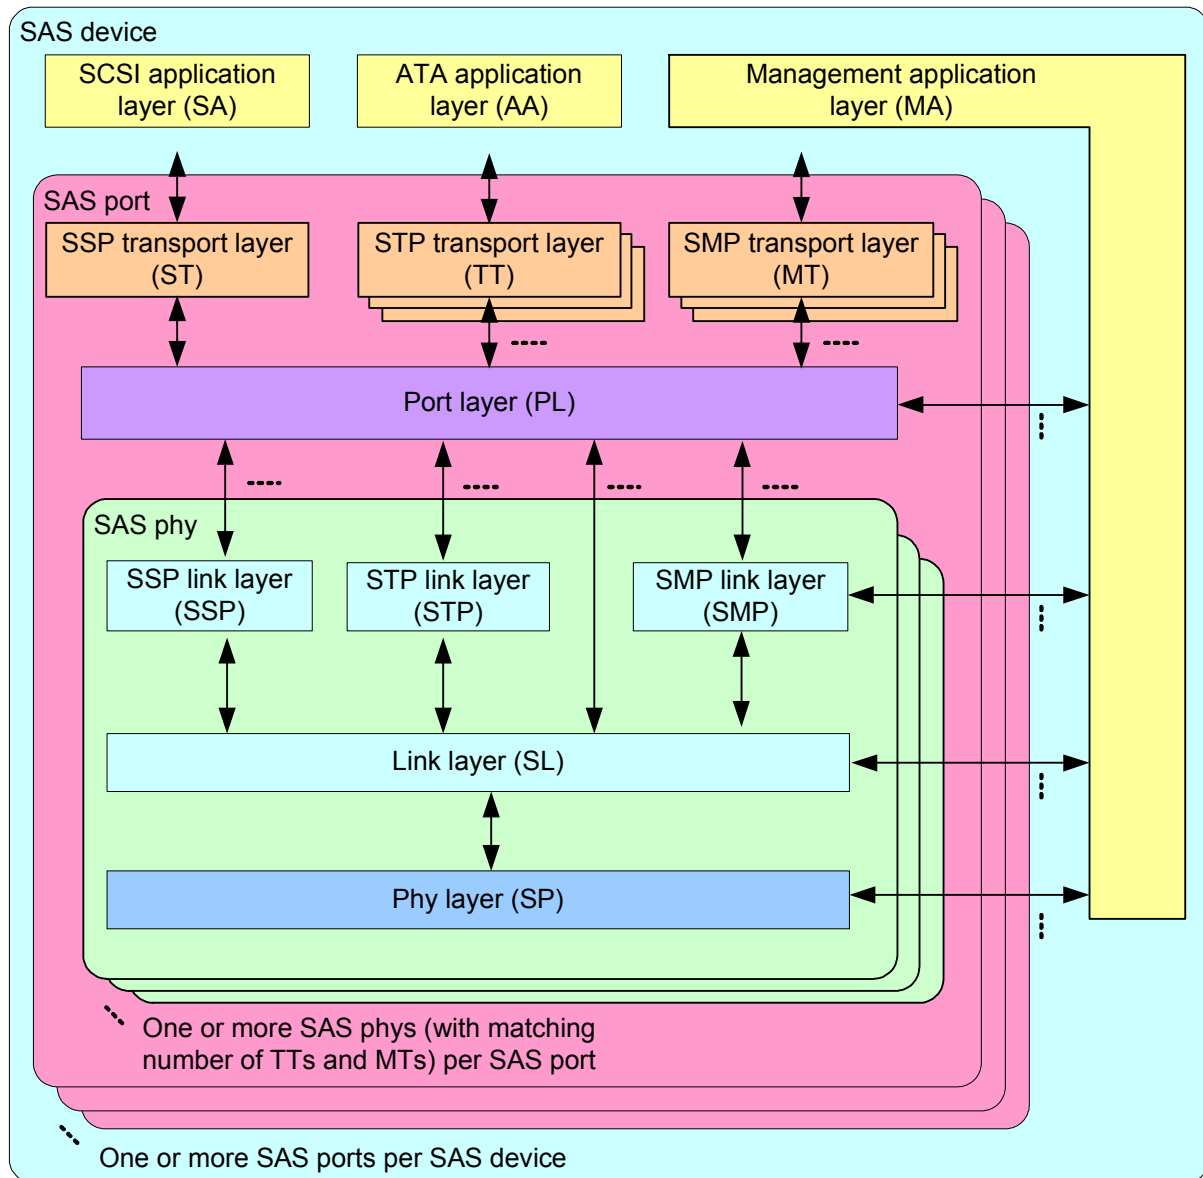 SAS device
SCSI application
layer (SA)
ATA application
layer (AA)
Management application
layer (MA)
SAS port
SSP transport layer
(ST)
STP transport layer
(TT)
SMP transport layer
(MT)
Port layer (PL)
SAS phy
SSP link layer
(SSP)
STP link layer
(STP)
SMP link layer
(SMP)
Link layer (SL)
Phy layer (SP)
One or more SAS phys (with matching
number of TTs and MTs) per SAS port
One or more SAS ports per SAS device